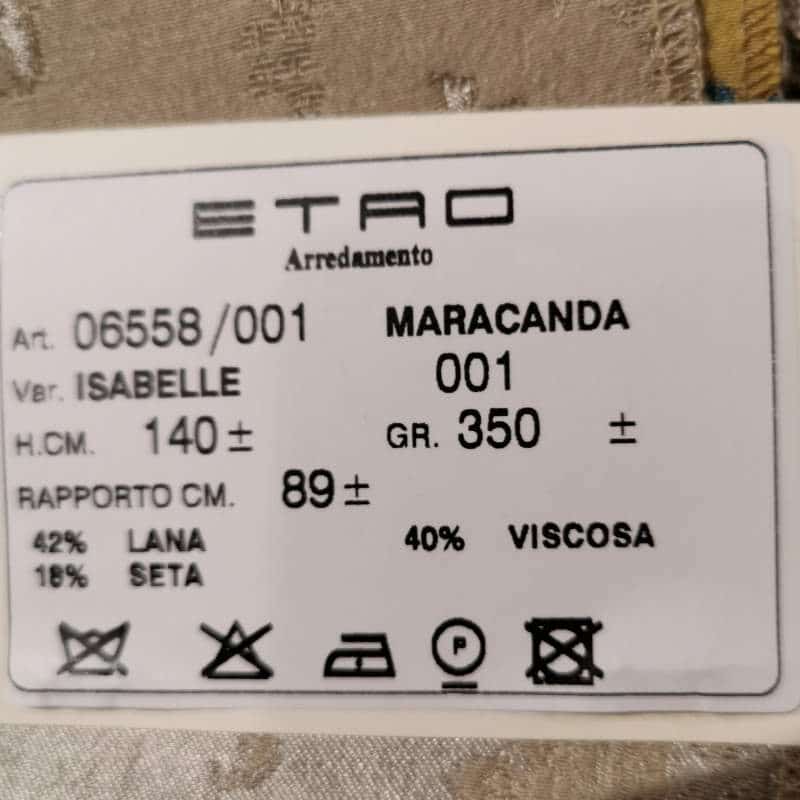 ETRO
Arredamento
Art. 06558/001 MARACANDA
Var. ISABELLE 001
H.CM. 140 ± GR. 350 ±
RAPPORTO CM. 89 ±
42% LANA 40% VISCOSA
18% SETA
P